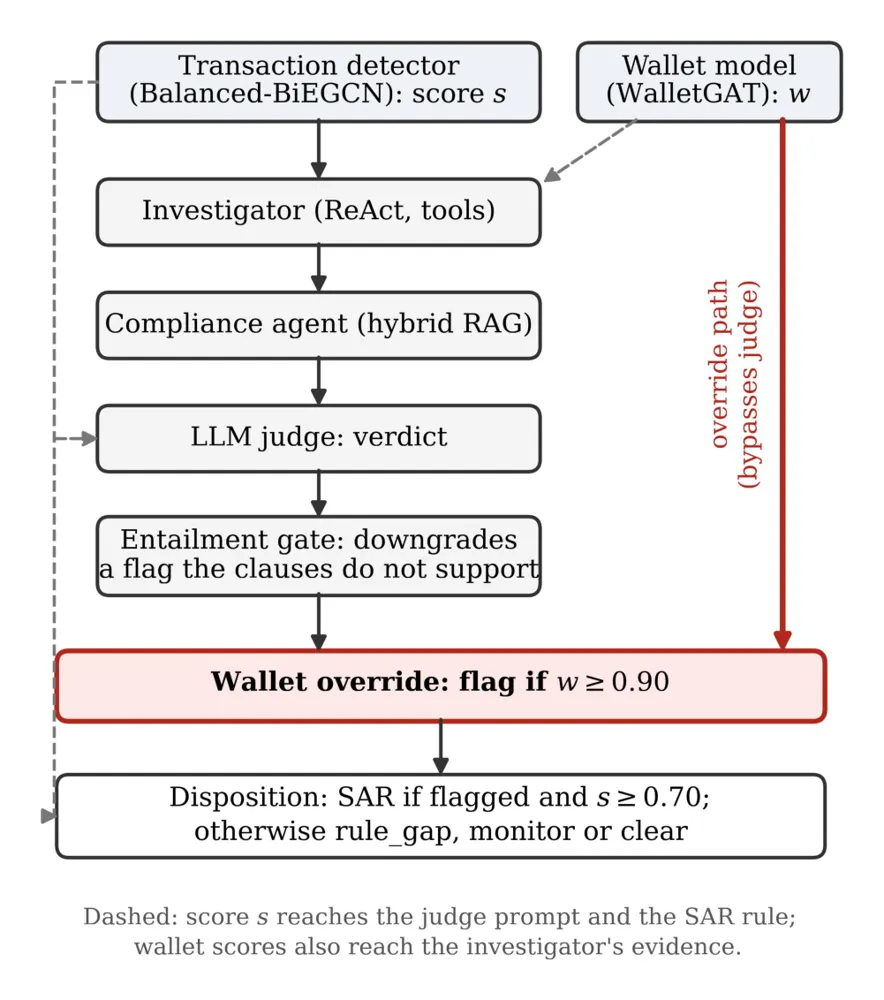 Transaction detector
(Balanced-BiEGCN): score s
Wallet model
(WalletGAT): w
Investigator (ReAct, tools)
Compliance agent (hybrid RAG)
LLM judge: verdict
Entailment gate: downgrades
a flag the clauses do not support
override path
(bypasses judge)
Wallet override: flag if w ≥ 0.90
Disposition: SAR if flagged and s ≥ 0.70;
otherwise rule_gap, monitor or clear
Dashed: score s reaches the judge prompt and the SAR rule;
wallet scores also reach the investigator's evidence.